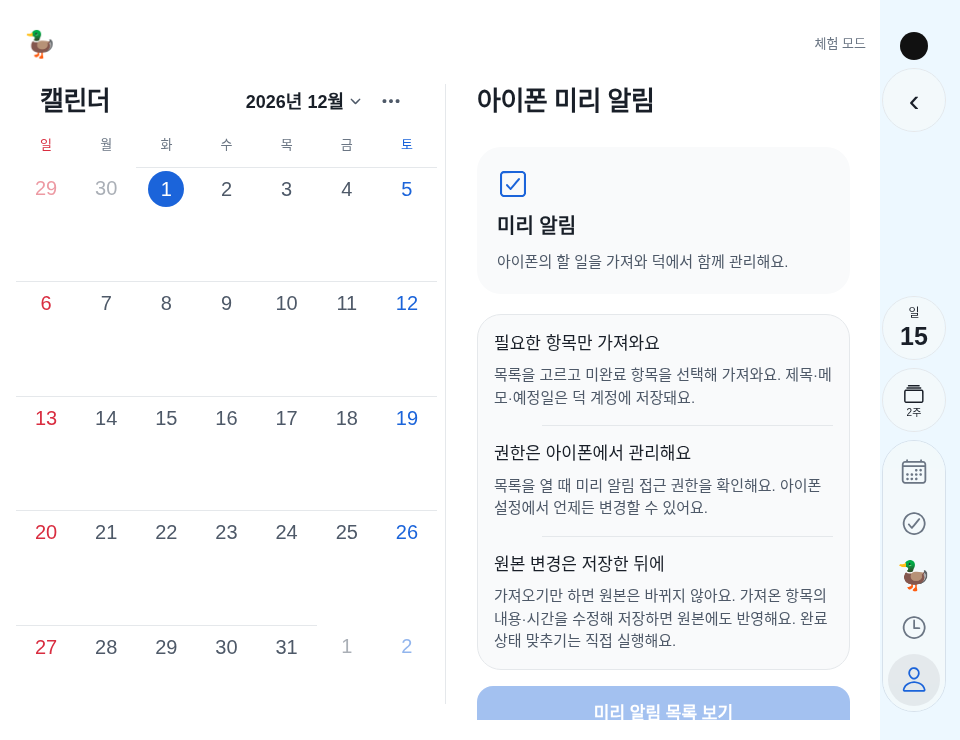 체험 모드
캘린더
2026년 12월
일 월 화 수 목 금 토
29 30 1 2 3 4 5
6 7 8 9 10 11 12
13 14 15 16 17 18 19
20 21 22 23 24 25 26
27 28 29 30 31 1 2
아이폰 미리 알림
미리 알림
아이폰의 할 일을 가져와 덕에서 함께 관리해요.
필요한 항목만 가져와요
목록을 고르고 미완료 항목을 선택해 가져와요. 제목·메
모·예정일은 덕 계정에 저장돼요.
권한은 아이폰에서 관리해요
목록을 열 때 미리 알림 접근 권한을 확인해요. 아이폰
설정에서 언제든 변경할 수 있어요.
원본 변경은 저장한 뒤에
가져오기만 하면 원본은 바뀌지 않아요. 가져온 항목의
내용·시간을 수정해 저장하면 원본에도 반영해요. 완료
상태 맞추기는 직접 실행해요.
미리 알림 목록 보기
일
15
2주